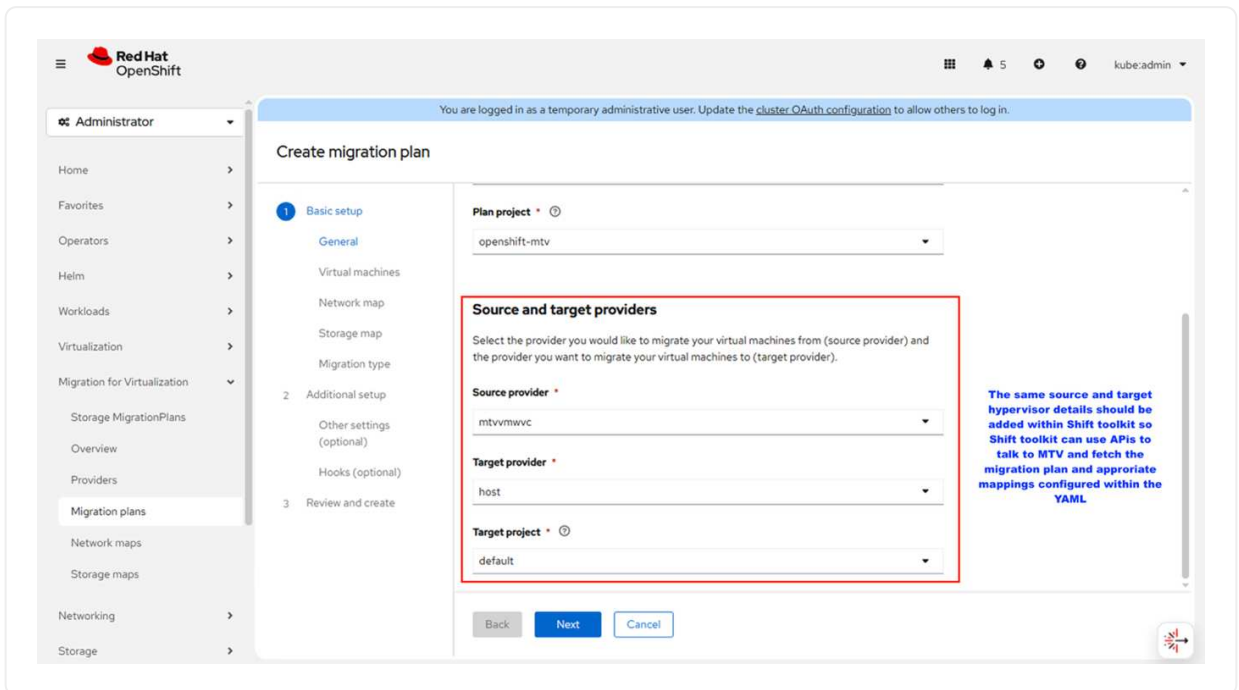 Red Hat
OpenShift
5
kube:admin
You are logged in as a temporary administrative user. Update the cluster OAuth configuration to allow others to log in.
Administrator
Home
Favorites
Operators
Helm
Workloads
Virtualization
Migration for Virtualization
Storage MigrationPlans
Overview
Providers
Migration plans
Network maps
Storage maps
Networking
Storage
Create migration plan
1 Basic setup
General
Virtual machines
Network map
Storage map
Migration type
2 Additional setup
Other settings
(optional)
Hooks (optional)
3 Review and create
Plan project *
openshift-mtv
Source and target providers
Select the provider you would like to migrate your virtual machines from (source provider) and
the provider you want to migrate your virtual machines to (target provider).
Source provider *
mtvvmwvc
Target provider *
host
Target project *
default
Back
Next
Cancel
The same source and target
hypervisor details should be
added within Shift toolkit so
Shift toolkit can use APIs to
talk to MTV and fetch the
migration plan and approriate
mappings configured within the
YAML